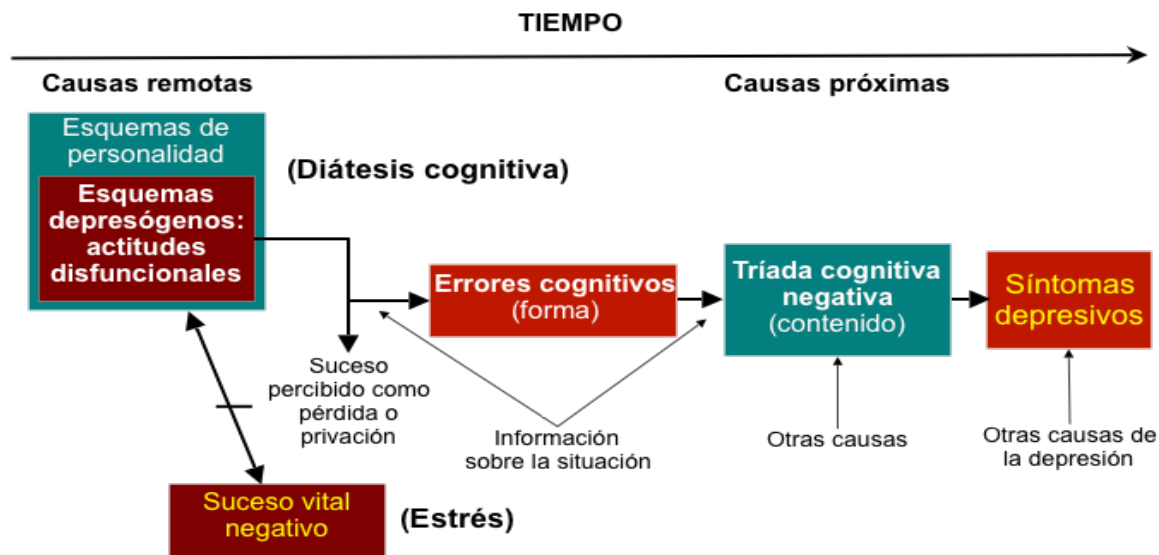 TIEMPO
Causas remotas
Causas próximas
Esquemas de
personalidad
(Diátesis cognitiva)
Esquemas
depresógenos:
actitudes
disfuncionales
Errores cognitivos
(forma)
Tríada cognitiva
negativa
(contenido)
Síntomas
depresivos
Suceso
percibido como
pérdida o
privación
Información
sobre la situación
Otras causas
Otras causas de
la depresión
Suceso vital
negativo
(Estrés)